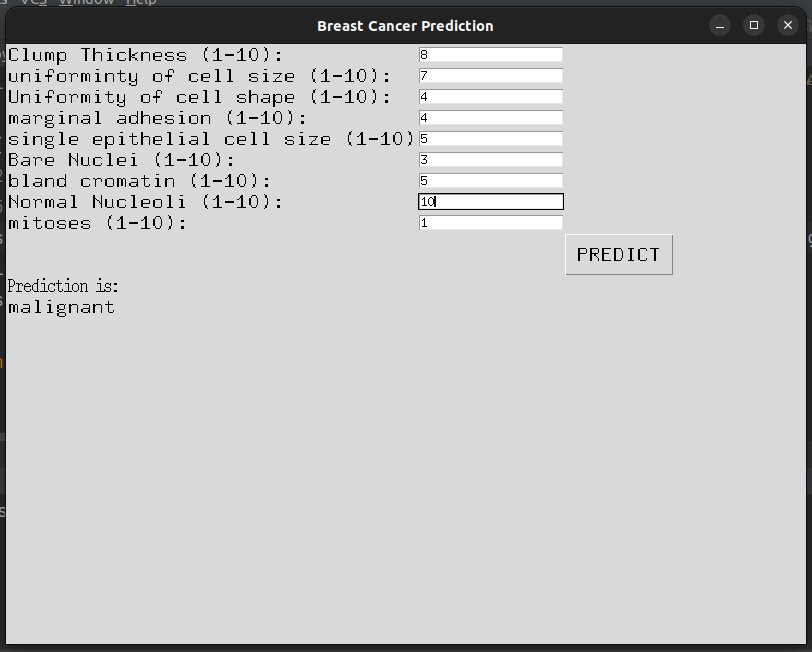 VCS Window Help
Breast Cancer Prediction
Clump Thickness (1-10): 8
uniforminty of cell size (1-10): 7
Uniformity of cell shape (1-10): 4
marginal adhesion (1-10): 4
single epithelial cell size (1-10) 5
Bare Nuclei (1-10): 3
bland cromatin (1-10): 5
Normal Nucleoli (1-10): 10
mitoses (1-10): 1
PREDICT
Prediction is:
malignant